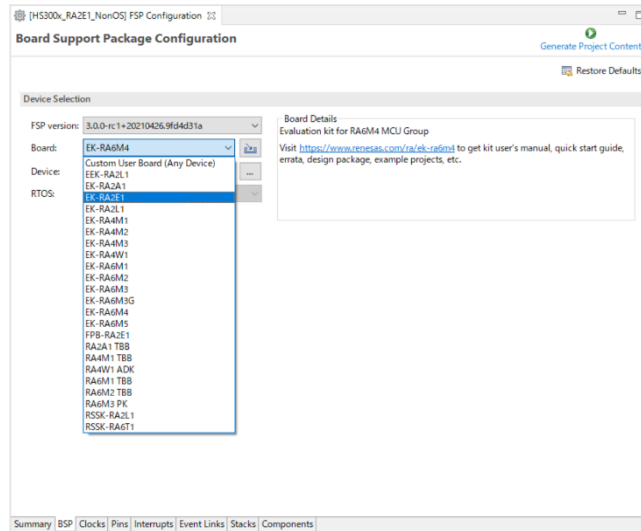 [HS300x_RA2E1_NonOS] FSP Configuration
Board Support Package Configuration
Generate Project Content
Restore Defaults
Device Selection
FSP version: 3.0.0-rc1+20210426.9fd4d31a
Board: EK-RA6M4
Device:
RTOS:
Custom User Board (Any Device)
EEK-RA2L1
EK-RA2A1
EK-RA2E1
EK-RA2L1
EK-RA4M1
EK-RA4M2
EK-RA4M3
EK-RA4W1
EK-RA6M1
EK-RA6M2
EK-RA6M3
EK-RA6M3G
EK-RA6M4
EK-RA6M5
FPB-RA2E1
RA2A1 TBB
RA4M1 TBB
RA4W1 ADK
RA6M1 TBB
RA6M2 TBB
RA6M3 PK
RSSK-RA2L1
RSSK-RA6T1
Board Details
Evaluation kit for RA6M4 MCU Group
Visit https://www.renesas.com/ra/ek-ra6m4 to get kit user's manual, quick start guide,
errata, design package, example projects, etc.
Summary BSP Clocks Pins Interrupts Event Links Stacks Components